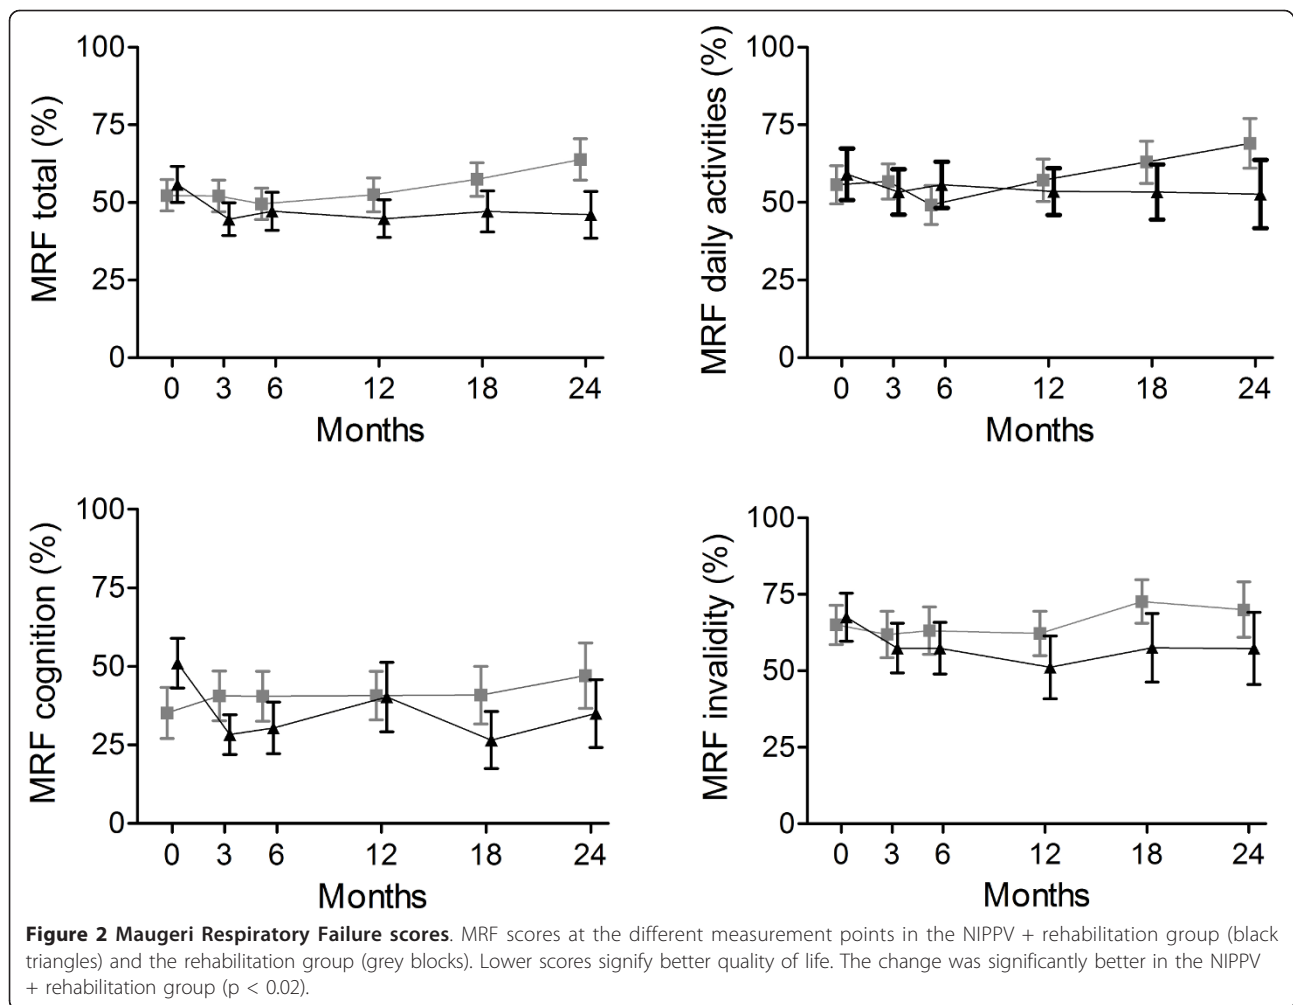 100
75
50
25
0
MRF total (%)
0 3 6 12 18 24
Months
100
75
50
25
0
MRF daily activities (%)
0 3 6 12 18 24
Months
100
75
50
25
0
MRF cognition (%)
0 3 6 12 18 24
Months
100
75
50
25
0
MRF invalidity (%)
0 3 6 12 18 24
Months
Figure 2 Maugeri Respiratory Failure scores. MRF scores at the different measurement points in the NIPPV + rehabilitation group (black
triangles) and the rehabilitation group (grey blocks). Lower scores signify better quality of life. The change was significantly better in the NIPPV
+ rehabilitation group (p < 0.02).